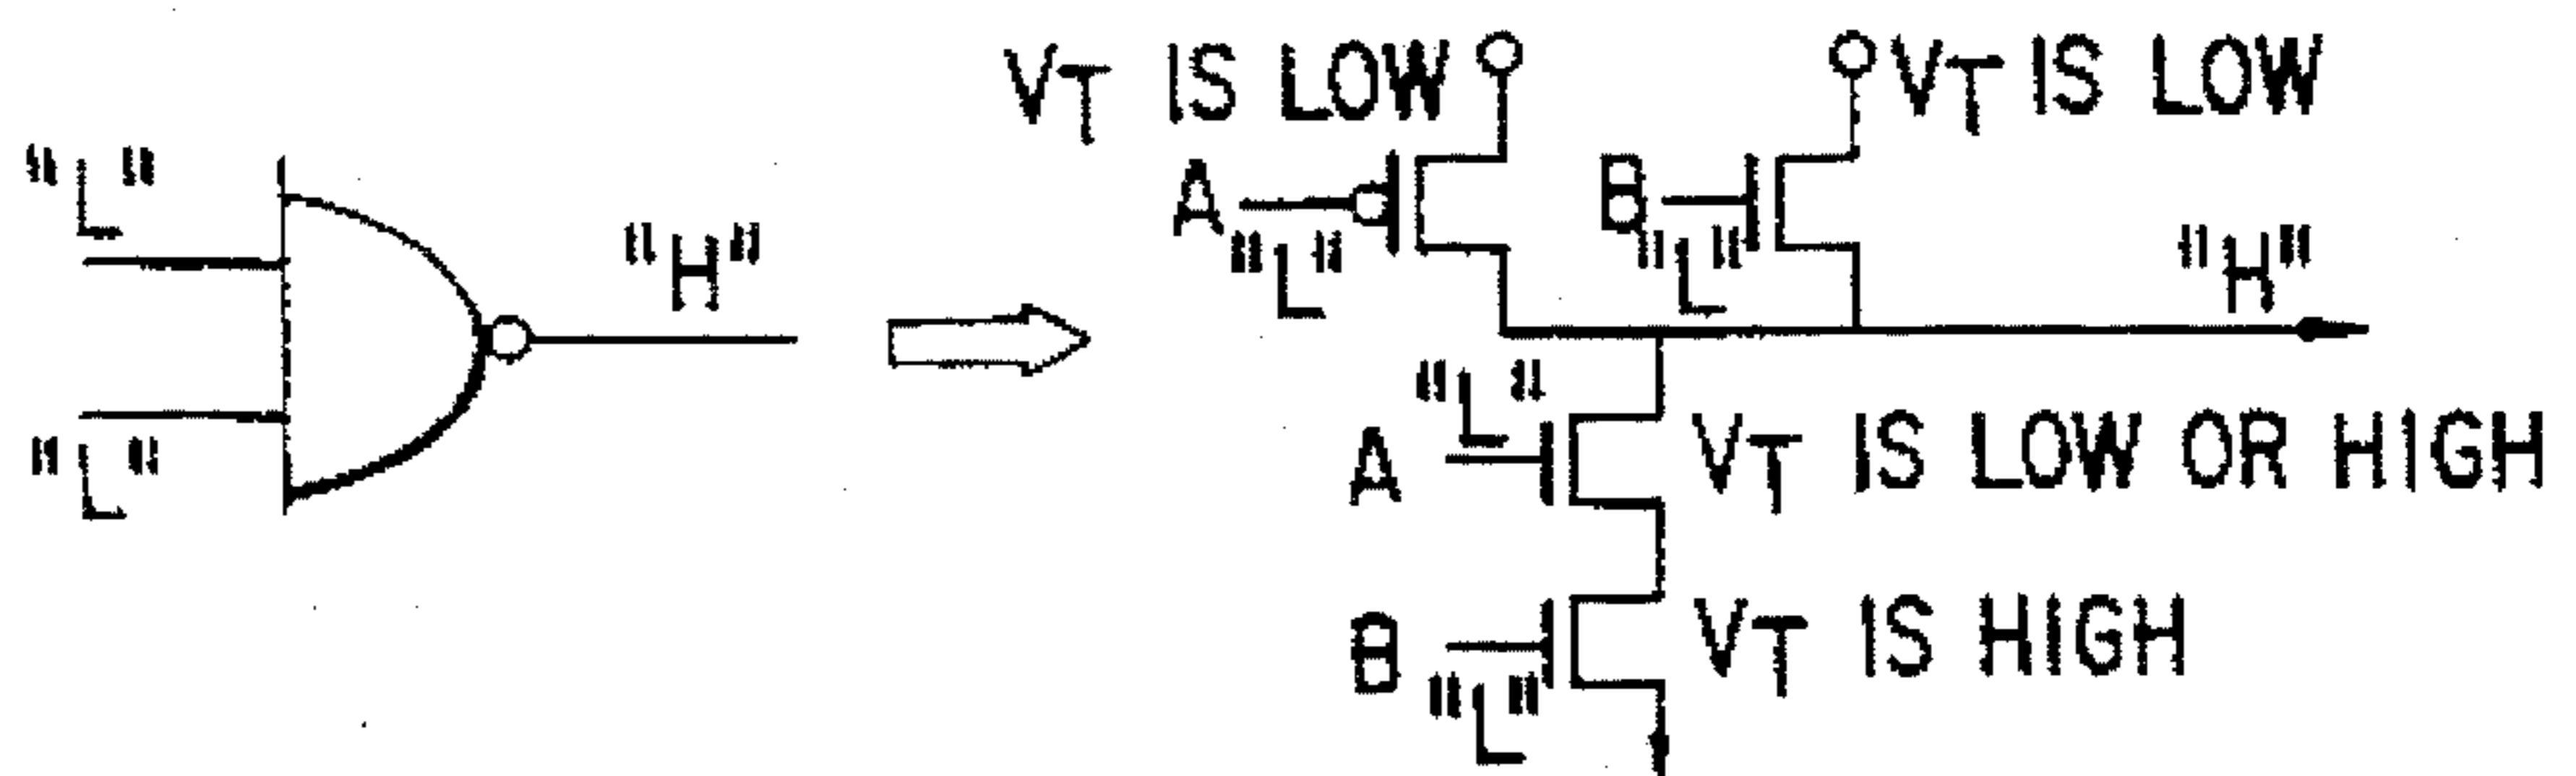 "L"
"L"
"H"
VT IS LOW
VT IS LOW
A
"L"
B
"L"
"H"
"L"
A
VT IS LOW OR HIGH
B
"L"
VT IS HIGH